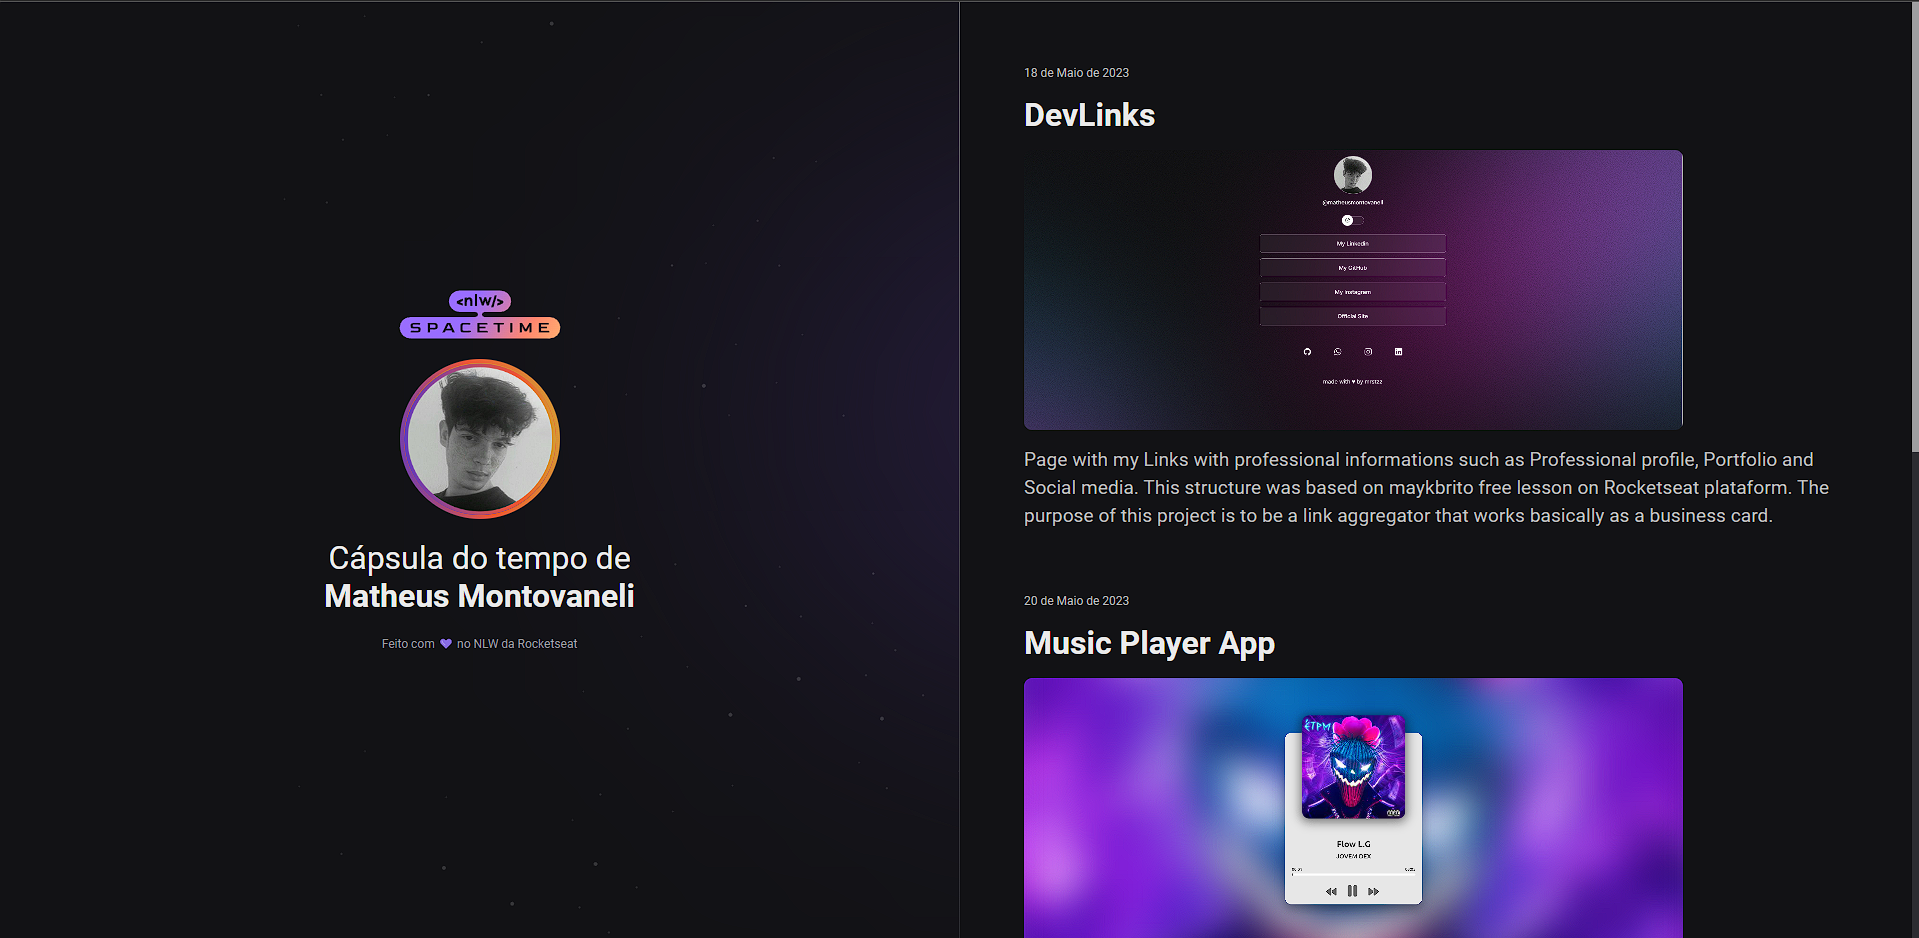 <nlw/>
SPACETIME
Cápsula do tempo de
Matheus Montovaneli
Feito com ❤ no NLW da Rocketseat
18 de Maio de 2023
DevLinks
@matheusmontovaneli
My Linkedin
My GitHub
My Instagram
Official Site
made with ♥ by mrstzz
Page with my Links with professional informations such as Professional profile, Portfolio and
Social media. This structure was based on maykbrito free lesson on Rocketseat plataform. The
purpose of this project is to be a link aggregator that works basically as a business card.
20 de Maio de 2023
Music Player App
Flow L.G
JOVEM DEX